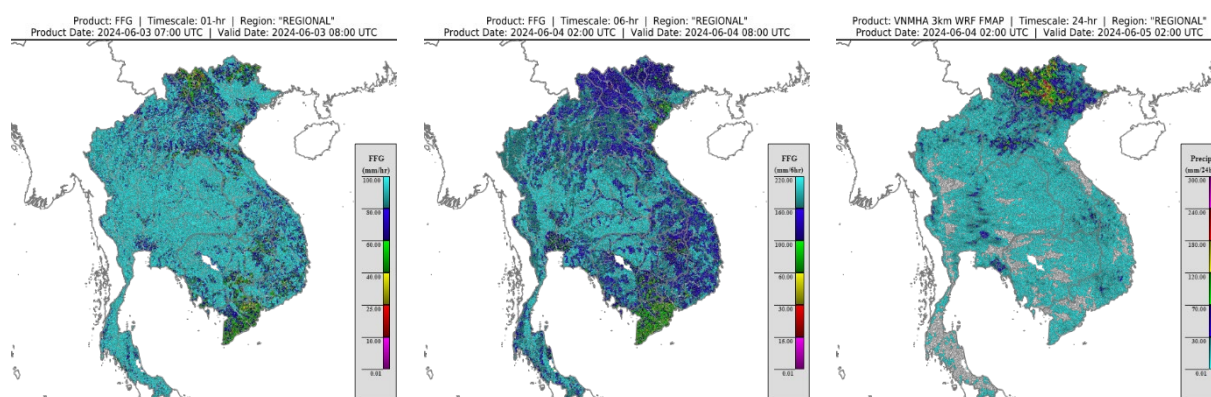 Product: FFG | Timescale: 01-hr | Region: "REGIONAL"
Product Date: 2024-06-03 07:00 UTC | Valid Date: 2024-06-03 08:00 UTC
FFG
(mm/hr)
100.00
90.00
60.00
40.00
20.00
10.00
0.01
Product: FFG | Timescale: 06-hr | Region: "REGIONAL"
Product Date: 2024-06-04 02:00 UTC | Valid Date: 2024-06-04 08:00 UTC
FFG
(mm/6hr)
220.00
180.00
100.00
60.00
30.00
0.01
Product: VNMHA 3km WRF FMAP | Timescale: 24-hr | Region: "REGIONAL"
Product Date: 2024-06-04 02:00 UTC | Valid Date: 2024-06-05 02:00 UTC
Precip
(mm/24h
300.00
240.00
180.00
120.00
70.00
30.00
0.01